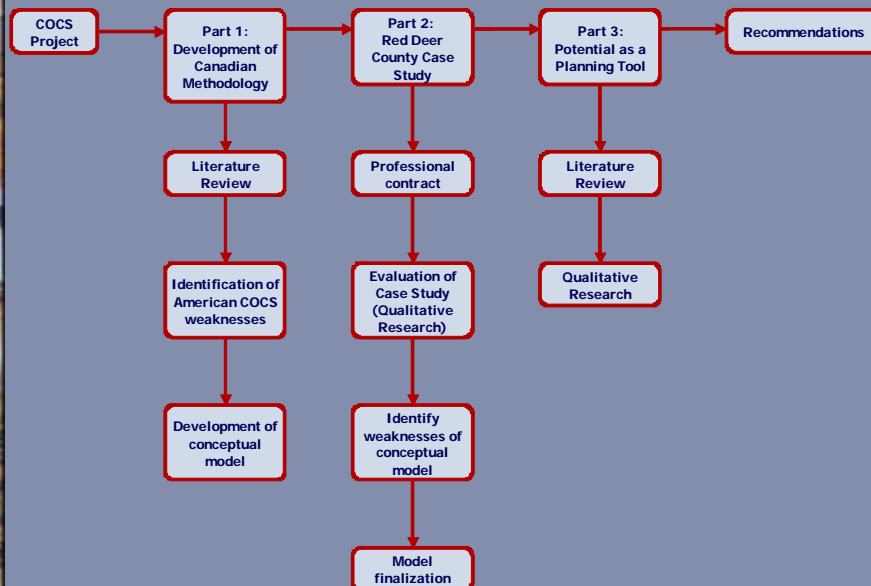 COCS
Project
Part 1:
Development of
Canadian
Methodology
Part 2:
Red Deer
County Case
Study
Part 3:
Potential as a
Planning Tool
Recommendations
Literature
Review
Professional
contract
Literature
Review
Identification of
American COCS
weaknesses
Evaluation of
Case Study
(Qualitative
Research)
Qualitative
Research
Development of
conceptual
model
Identify
weaknesses of
conceptual
model
Model
finalization